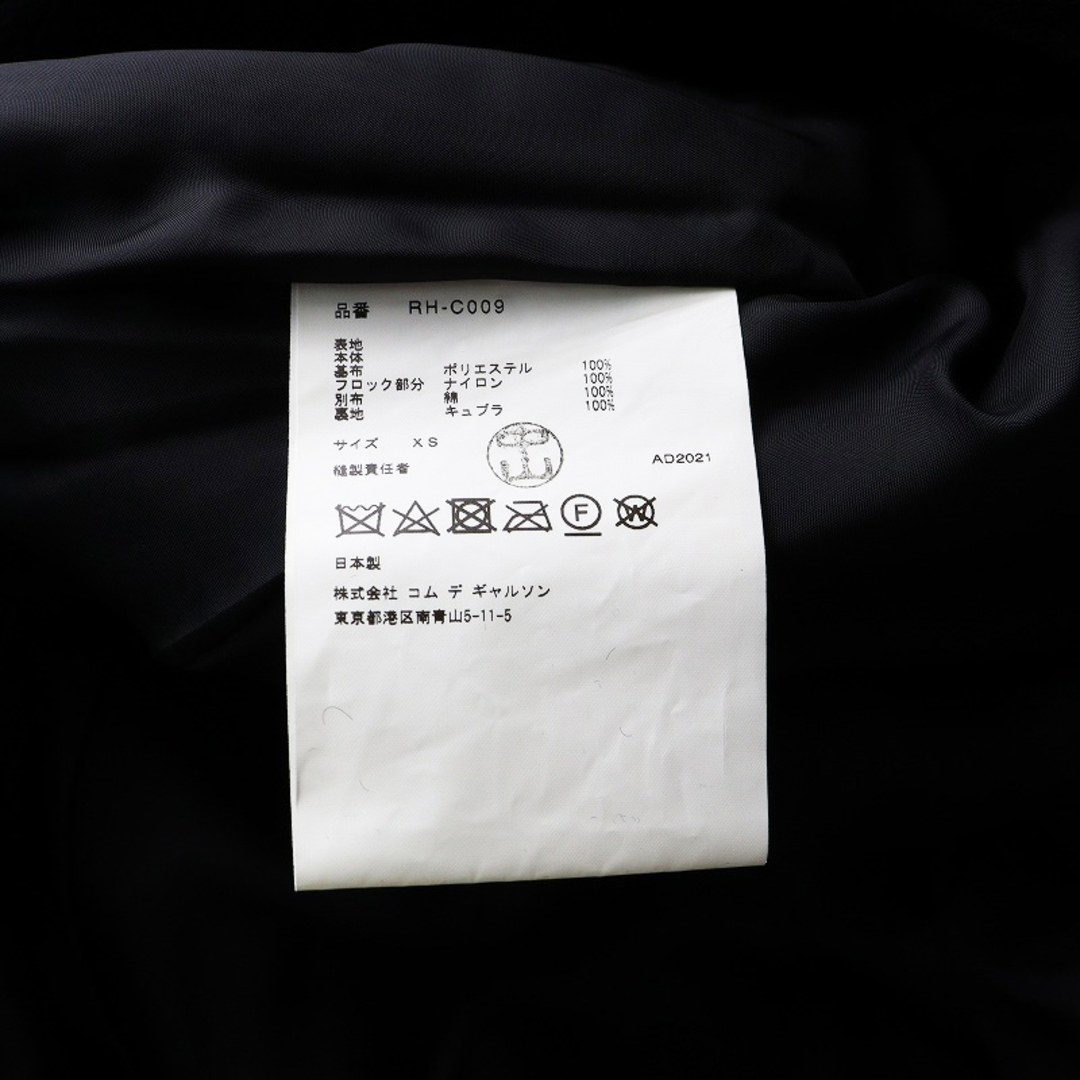 品番 RH-C009
表地
本体
基布 ポリエステル 100%
フロック部分 ナイロン 100%
別布 綿 100%
裏地 キュプラ 100%
サイズ XS
縫製責任者
AD2021
F W
日本製
株式会社 コム デ ギャルソン
東京都港区南青山5-11-5